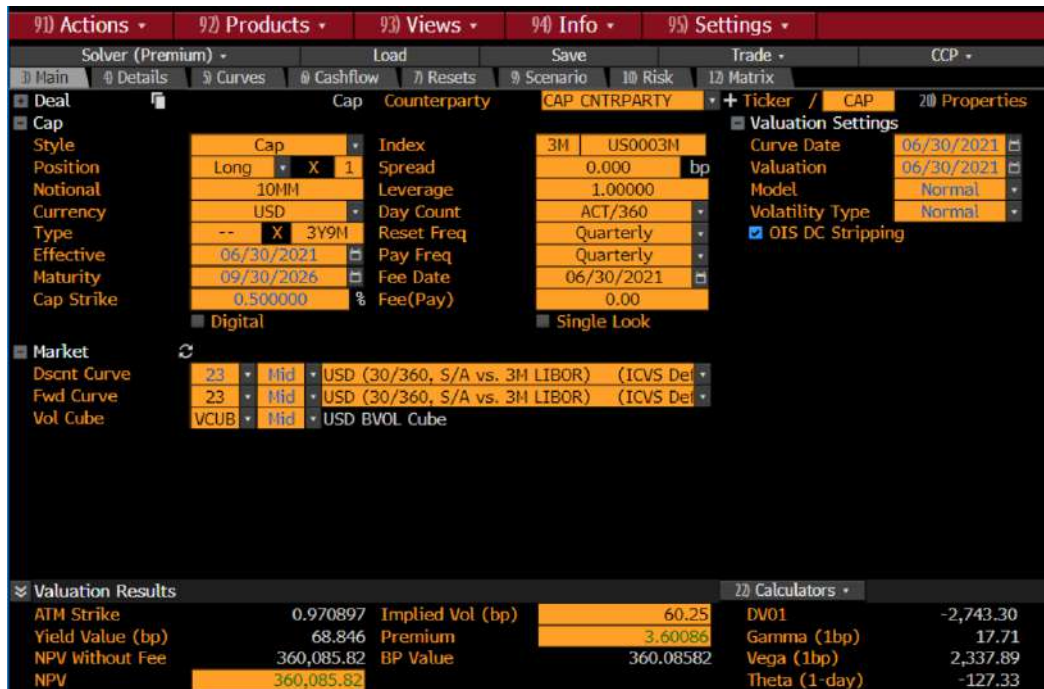 91) Actions 92) Products 93) Views 94) Info 95) Settings
Solver (Premium) Load Save Trade CCP
3) Main 4) Details 5) Curves 6) Cashflow 7) Resets 9) Scenario 10) Risk 12) Matrix
Deal Cap Counterparty CAP CNTRPARTY + Ticker / CAP 20) Properties
Cap Valuation Settings
Style Cap Index 3M US0003M Curve Date 06/30/2021
Position Long X 1 Spread 0.000 bp Valuation 06/30/2021
Notional 10MM Leverage 1.00000 Model Normal
Currency USD Day Count ACT/360 Volatility Type Normal
Type -- X 3Y9M Reset Freq Quarterly OIS DC Stripping
Effective 06/30/2021 Pay Freq Quarterly
Maturity 09/30/2026 Fee Date 06/30/2021
Cap Strike 0.500000 % Fee(Pay) 0.00
Digital Single Look
Market
Dscnt Curve 23 Mid USD (30/360, S/A vs. 3M LIBOR) (ICVS Def
Fwd Curve 23 Mid USD (30/360, S/A vs. 3M LIBOR) (ICVS Def
Vol Cube VCUB Mid USD BVOL Cube
Valuation Results 22) Calculators
ATM Strike 0.970897 Implied Vol (bp) 60.25 DV01 -2,743.30
Yield Value (bp) 68.846 Premium 3.60086 Gamma (1bp) 17.71
NPV Without Fee 360,085.82 BP Value 360.08582 Vega (1bp) 2,337.89
NPV 360,085.82 Theta (1-day) -127.33